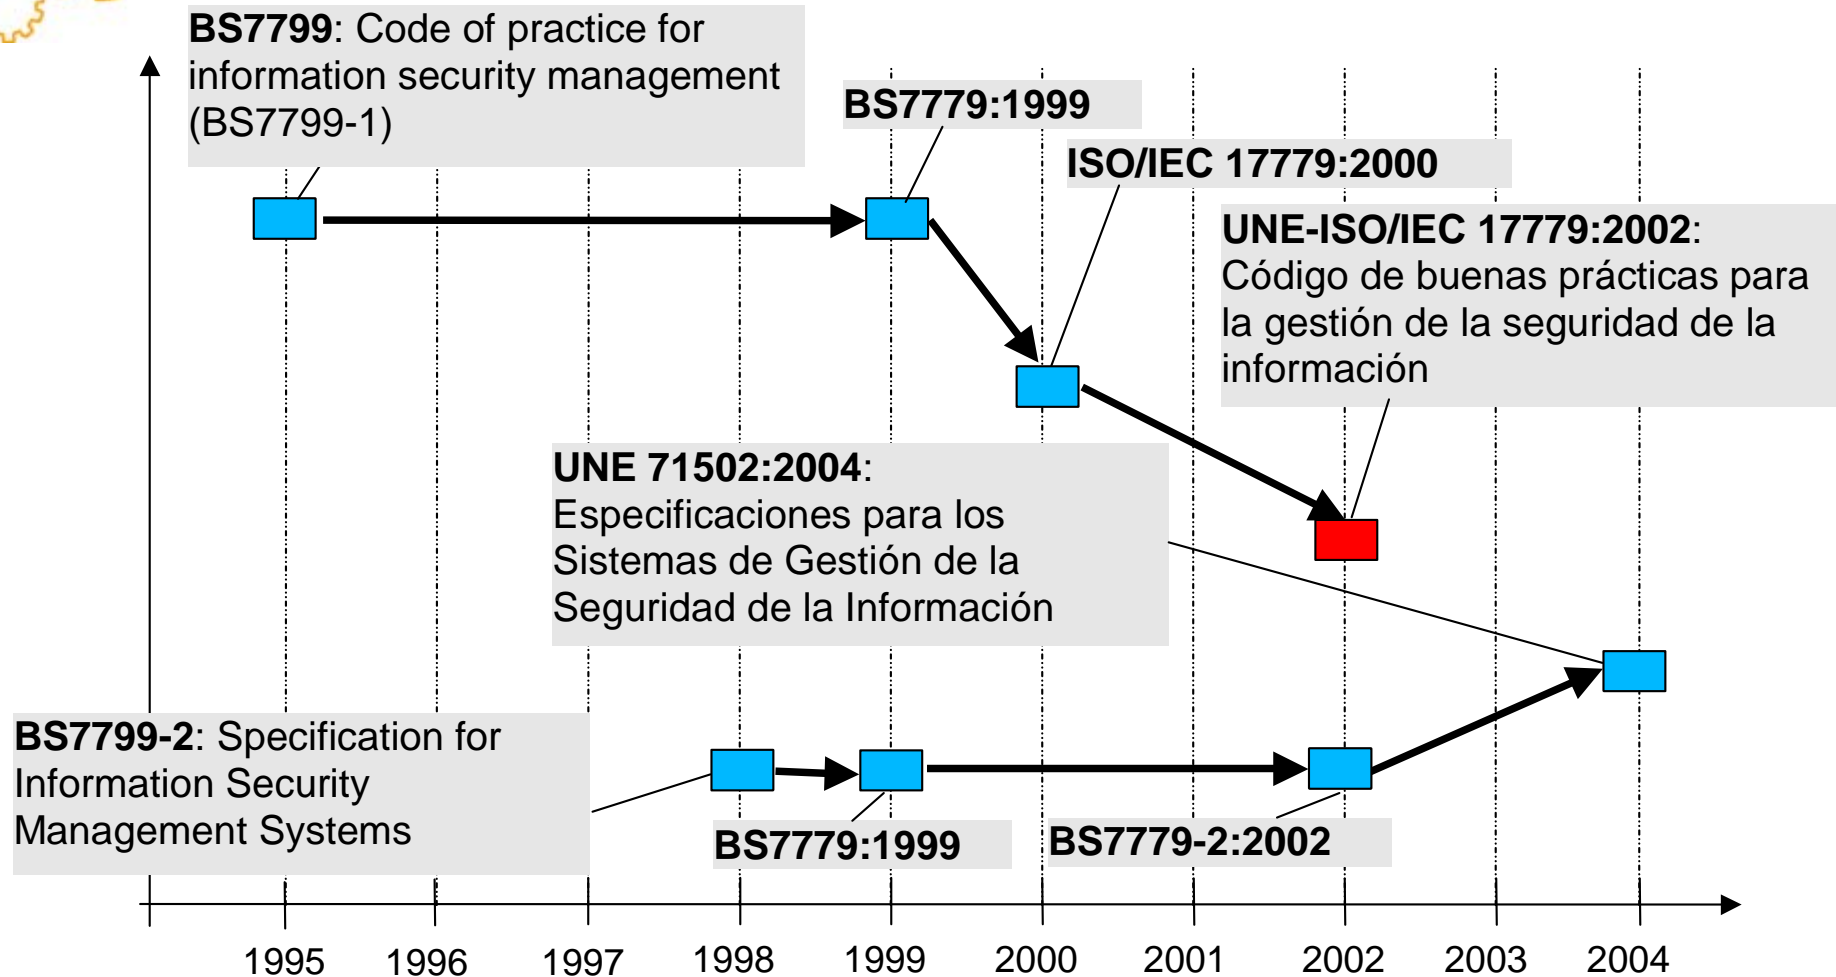 BS7799: Code of practice for
information security management
(BS7799-1)
BS7779:1999
ISO/IEC 17779:2000
UNE-ISO/IEC 17779:2002:
Código de buenas prácticas para
la gestión de la seguridad de la
información
UNE 71502:2004:
Especificaciones para los
Sistemas de Gestión de la
Seguridad de la Información
BS7799-2: Specification for
Information Security
Management Systems
BS7779:1999
BS7779-2:2002
1995 1996 1997 1998 1999 2000 2001 2002 2003 2004